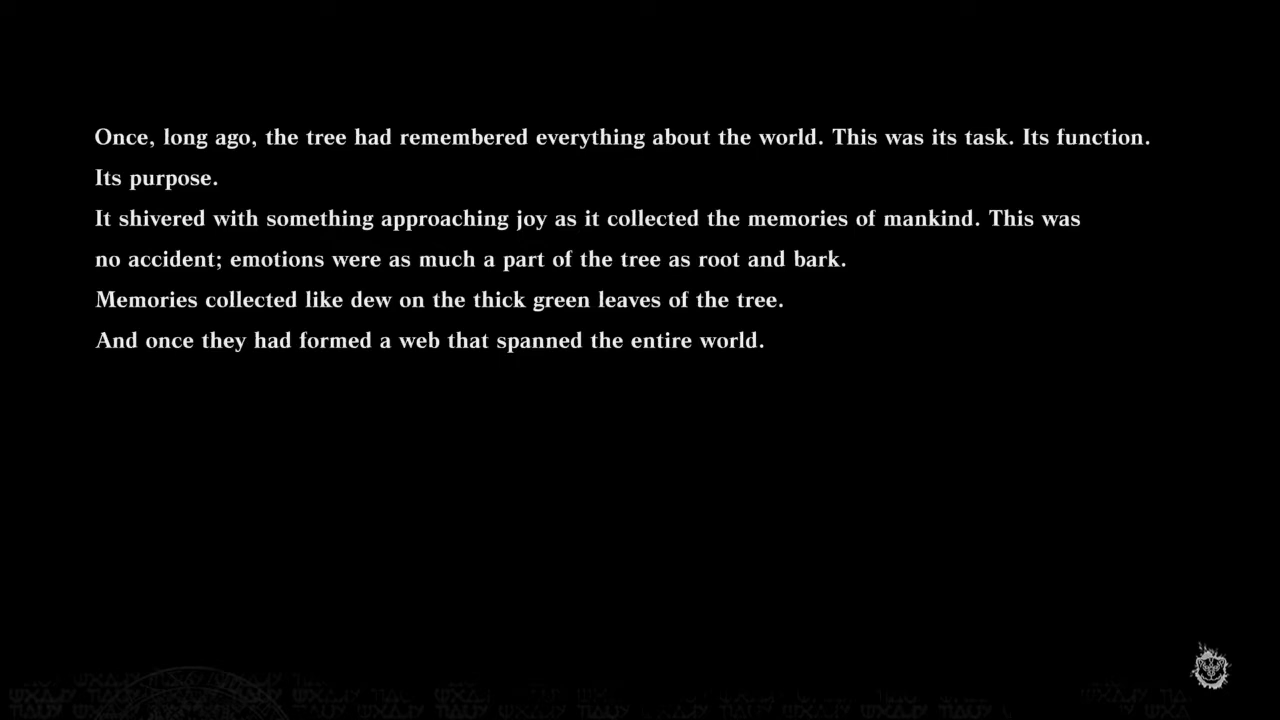 Once, long ago, the tree had remembered everything about the world. This was its task. Its function.
Its purpose.
It shivered with something approaching joy as it collected the memories of mankind. This was
no accident; emotions were as much a part of the tree as root and bark.
Memories collected like dew on the thick green leaves of the tree.
And once they had formed a web that spanned the entire world.